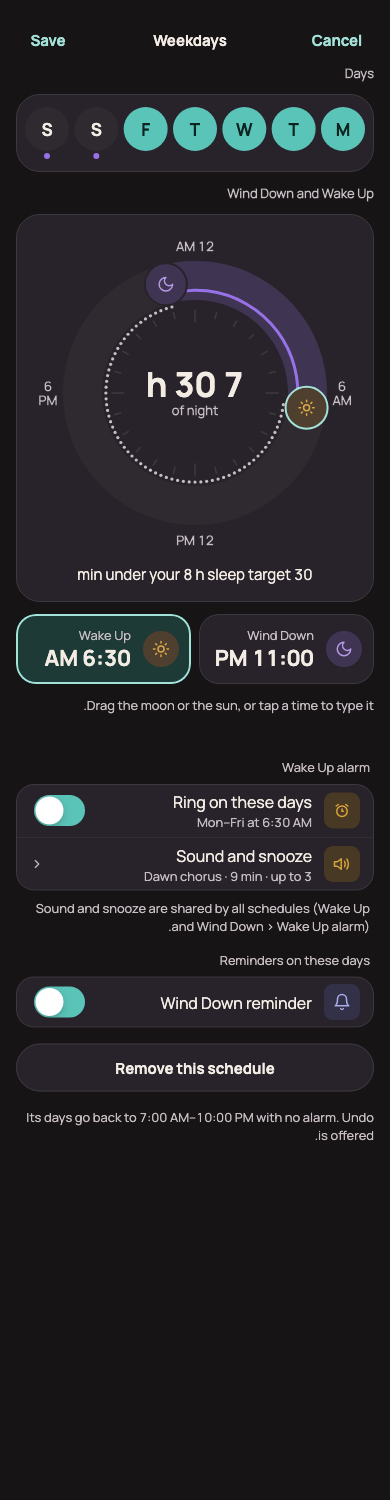 Save
Weekdays
Cancel
Days
S S F T W T M
Wind Down and Wake Up
AM 12
6
PM
h 30 7
of night
6
AM
PM 12
min under your 8 h sleep target 30
Wake Up
AM 6:30
Wind Down
PM 11:00
.Drag the moon or the sun, or tap a time to type it
Wake Up alarm
Ring on these days
Mon–Fri at 6:30 AM
Sound and snooze
Dawn chorus · 9 min · up to 3
Sound and snooze are shared by all schedules (Wake Up
.and Wind Down > Wake Up alarm)
Reminders on these days
Wind Down reminder
Remove this schedule
Its days go back to 7:00 AM–10:00 PM with no alarm. Undo
.is offered